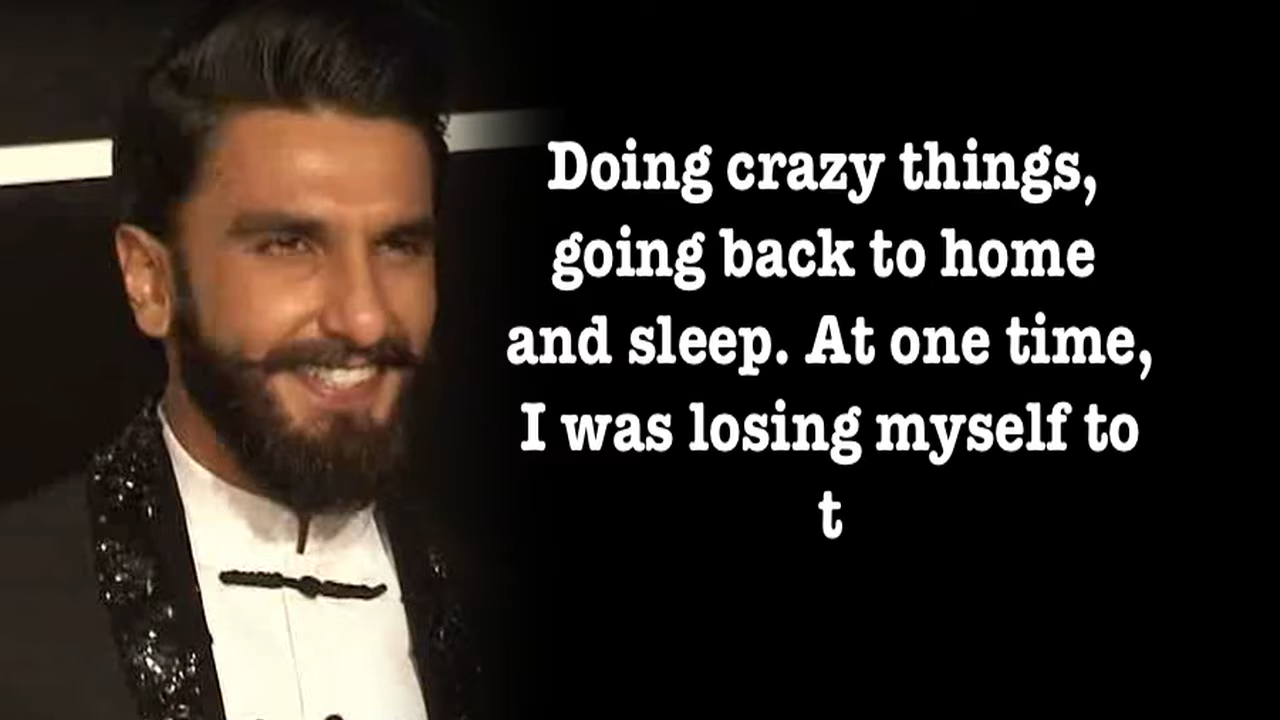 Doing crazy things,
going back to home
and sleep. At one time,
I was losing myself to
t